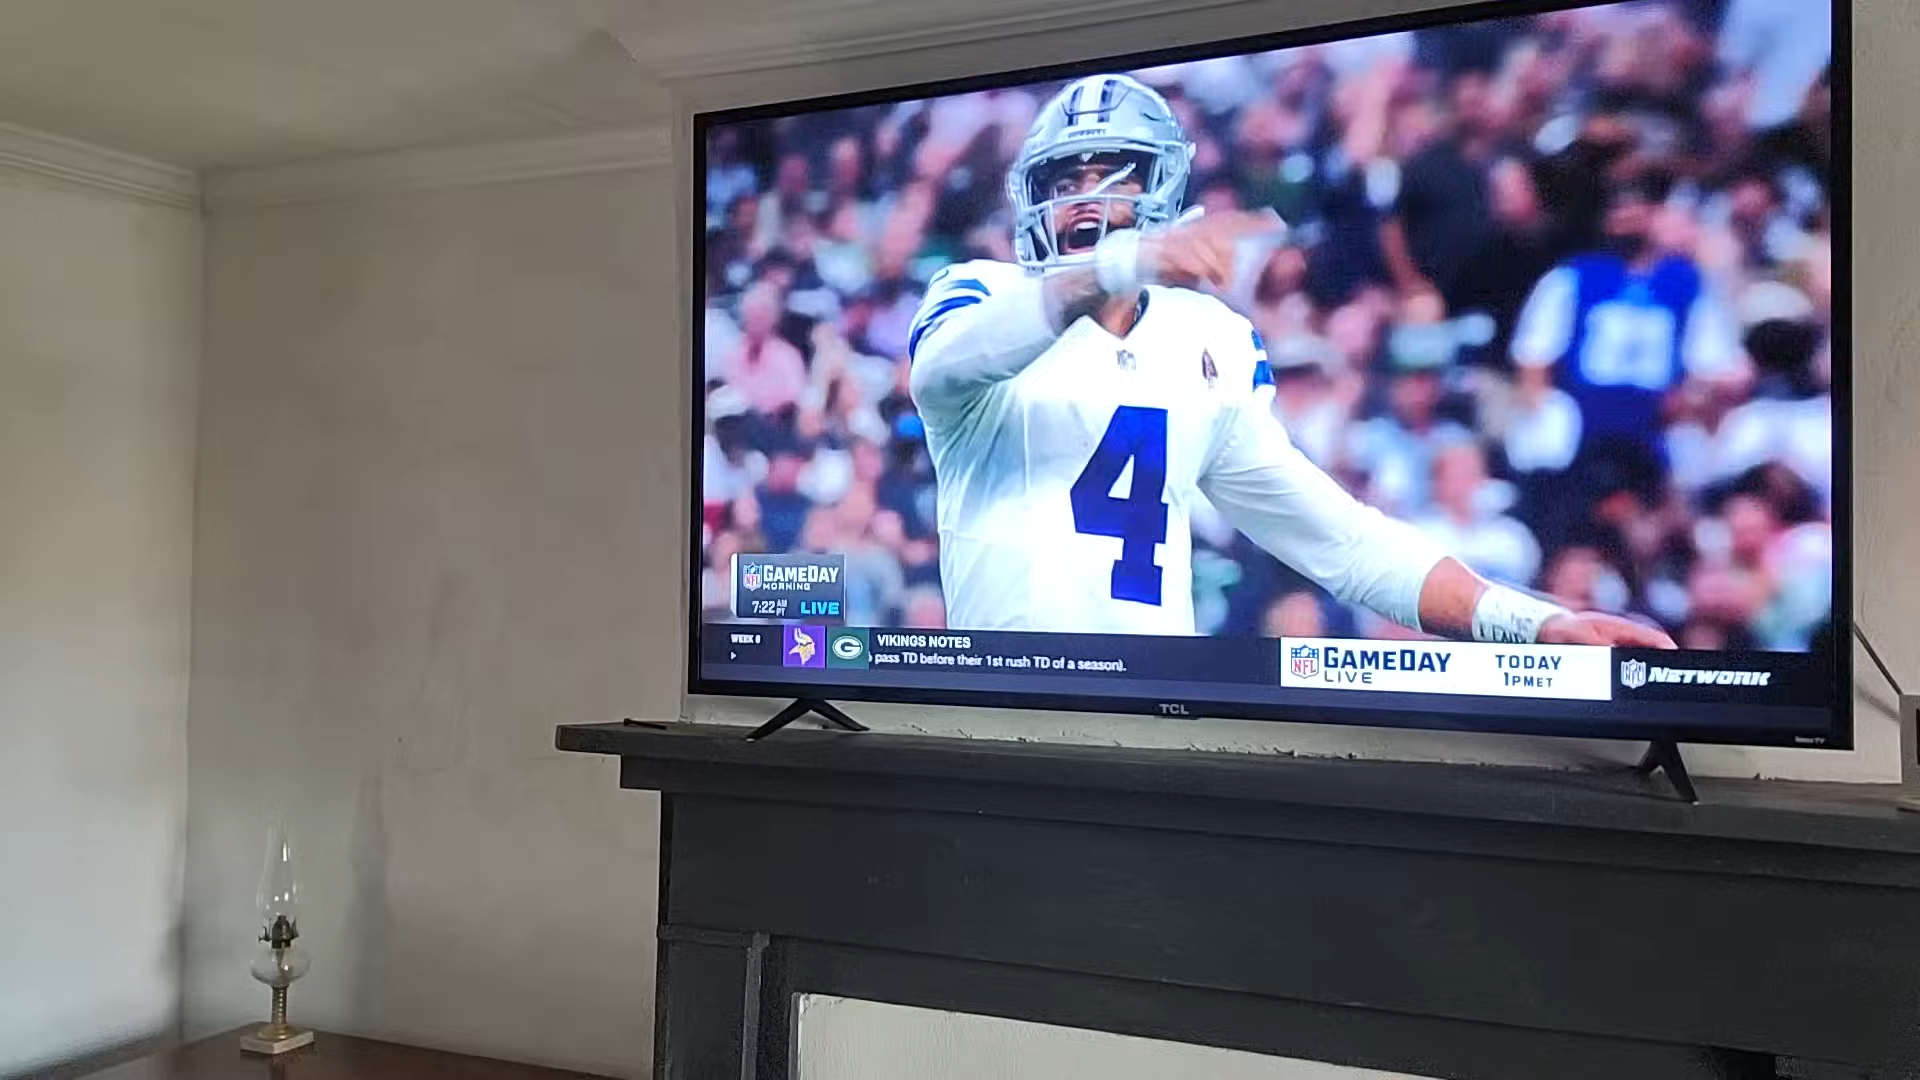 4
NFL GAMEDAY
MORNING
7:22 AM PT LIVE
WEEK 8
G
VIKINGS NOTES
pass TD before their 1st rush TD of a season).
NFL GAMEDAY
LIVE
TODAY
1PM ET
NFL NETWORK
TCL